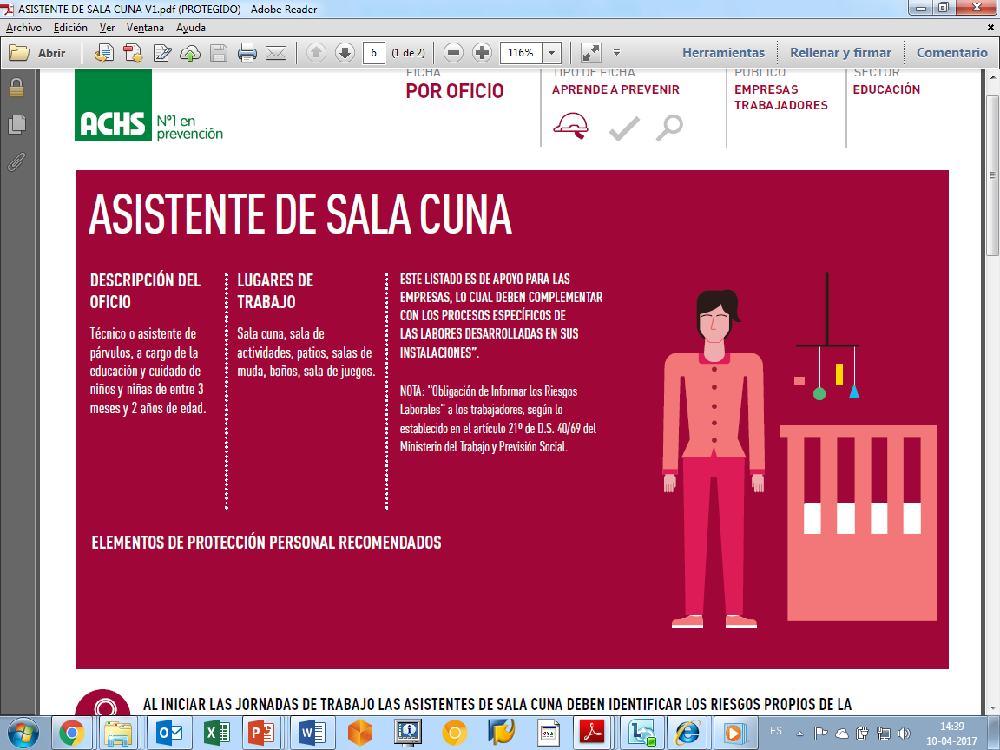 ASISTENTE DE SALA CUNA V1.pdf (PROTEGIDO) - Adobe Reader
Archivo Edición Ver Ventana Ayuda
Abrir 6 (1 de 2) 116% Herramientas Rellenar y firmar Comentario
FICHA
POR OFICIO
TIPO DE FICHA
APRENDE A PREVENIR
PÚBLICO
EMPRESAS
TRABAJADORES
SECTOR
EDUCACIÓN
ACHS
Nº1 en
prevención
ASISTENTE DE SALA CUNA
DESCRIPCIÓN DEL
OFICIO
Técnico o asistente de
párvulos, a cargo de la
educación y cuidado de
niños y niñas de entre 3
meses y 2 años de edad.
LUGARES DE
TRABAJO
Sala cuna, sala de
actividades, patios, salas de
muda, baños, sala de juegos.
ESTE LISTADO ES DE APOYO PARA LAS
EMPRESAS, LO CUAL DEBEN COMPLEMENTAR
CON LOS PROCESOS ESPECÍFICOS DE
LAS LABORES DESARROLLADAS EN SUS
INSTALACIONES”.
NOTA: "Obligación de Informar los Riesgos
Laborales" a los trabajadores, según lo
establecido en el artículo 21º de D.S. 40/69 del
Ministerio del Trabajo y Previsión Social.
ELEMENTOS DE PROTECCIÓN PERSONAL RECOMENDADOS
AL INICIAR LAS JORNADAS DE TRABAJO LAS ASISTENTES DE SALA CUNA DEBEN IDENTIFICAR LOS RIESGOS PROPIOS DE LA
ES
14:39
10-04-2017